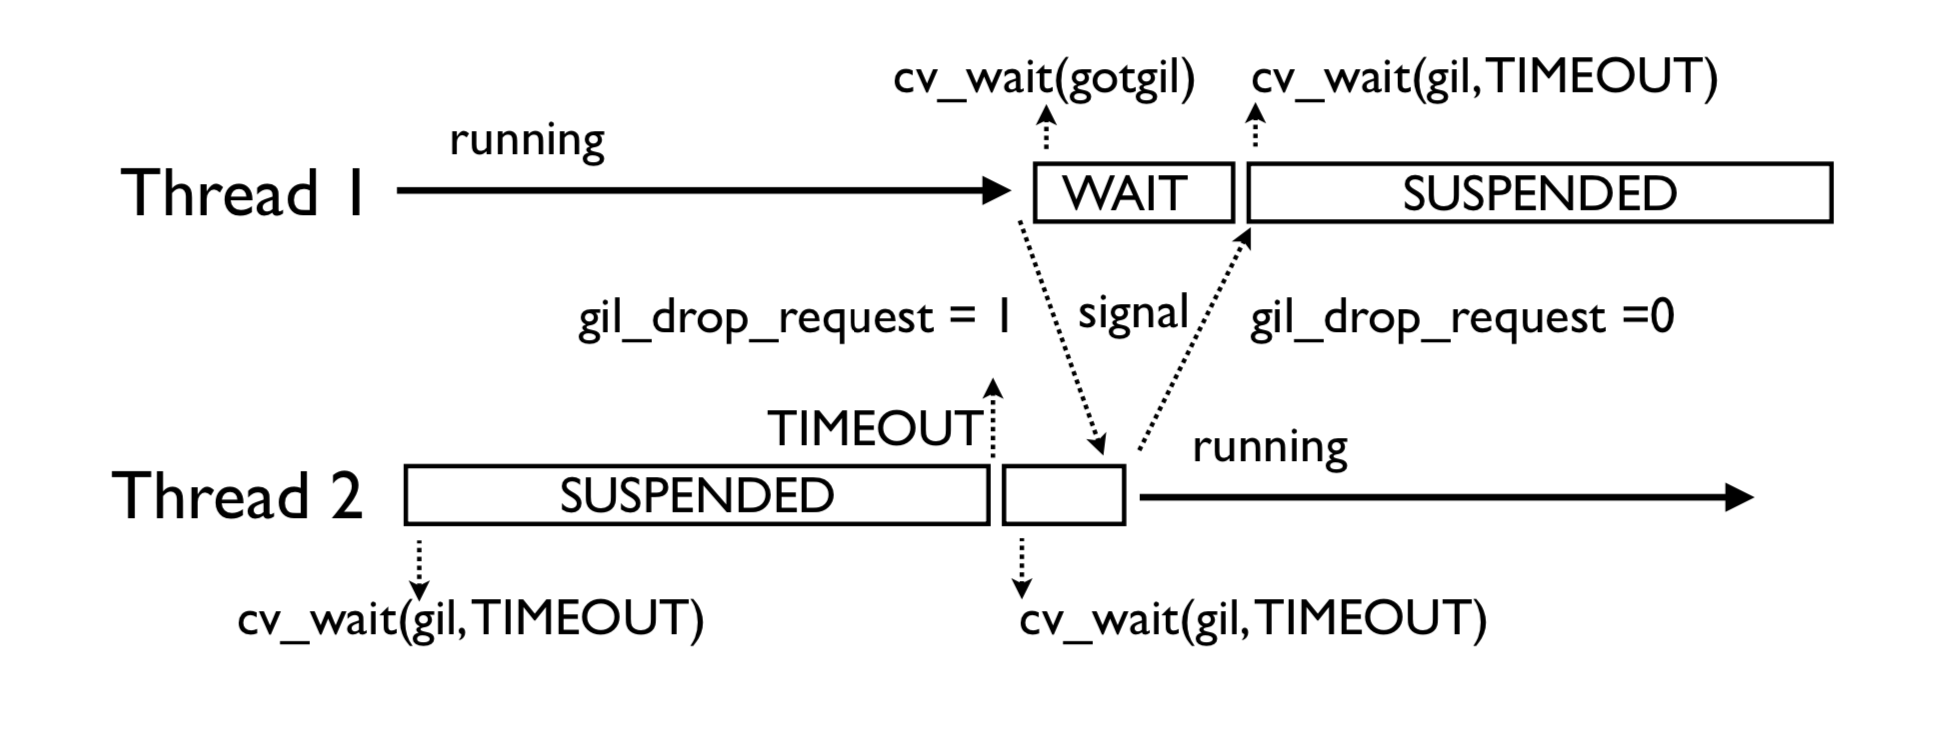 cv_wait(gotgil) cv_wait(gil, TIMEOUT)
running
Thread 1 WAIT SUSPENDED
gil_drop_request = 1 signal gil_drop_request =0
TIMEOUT running
Thread 2 SUSPENDED
cv_wait(gil, TIMEOUT) cv_wait(gil, TIMEOUT)